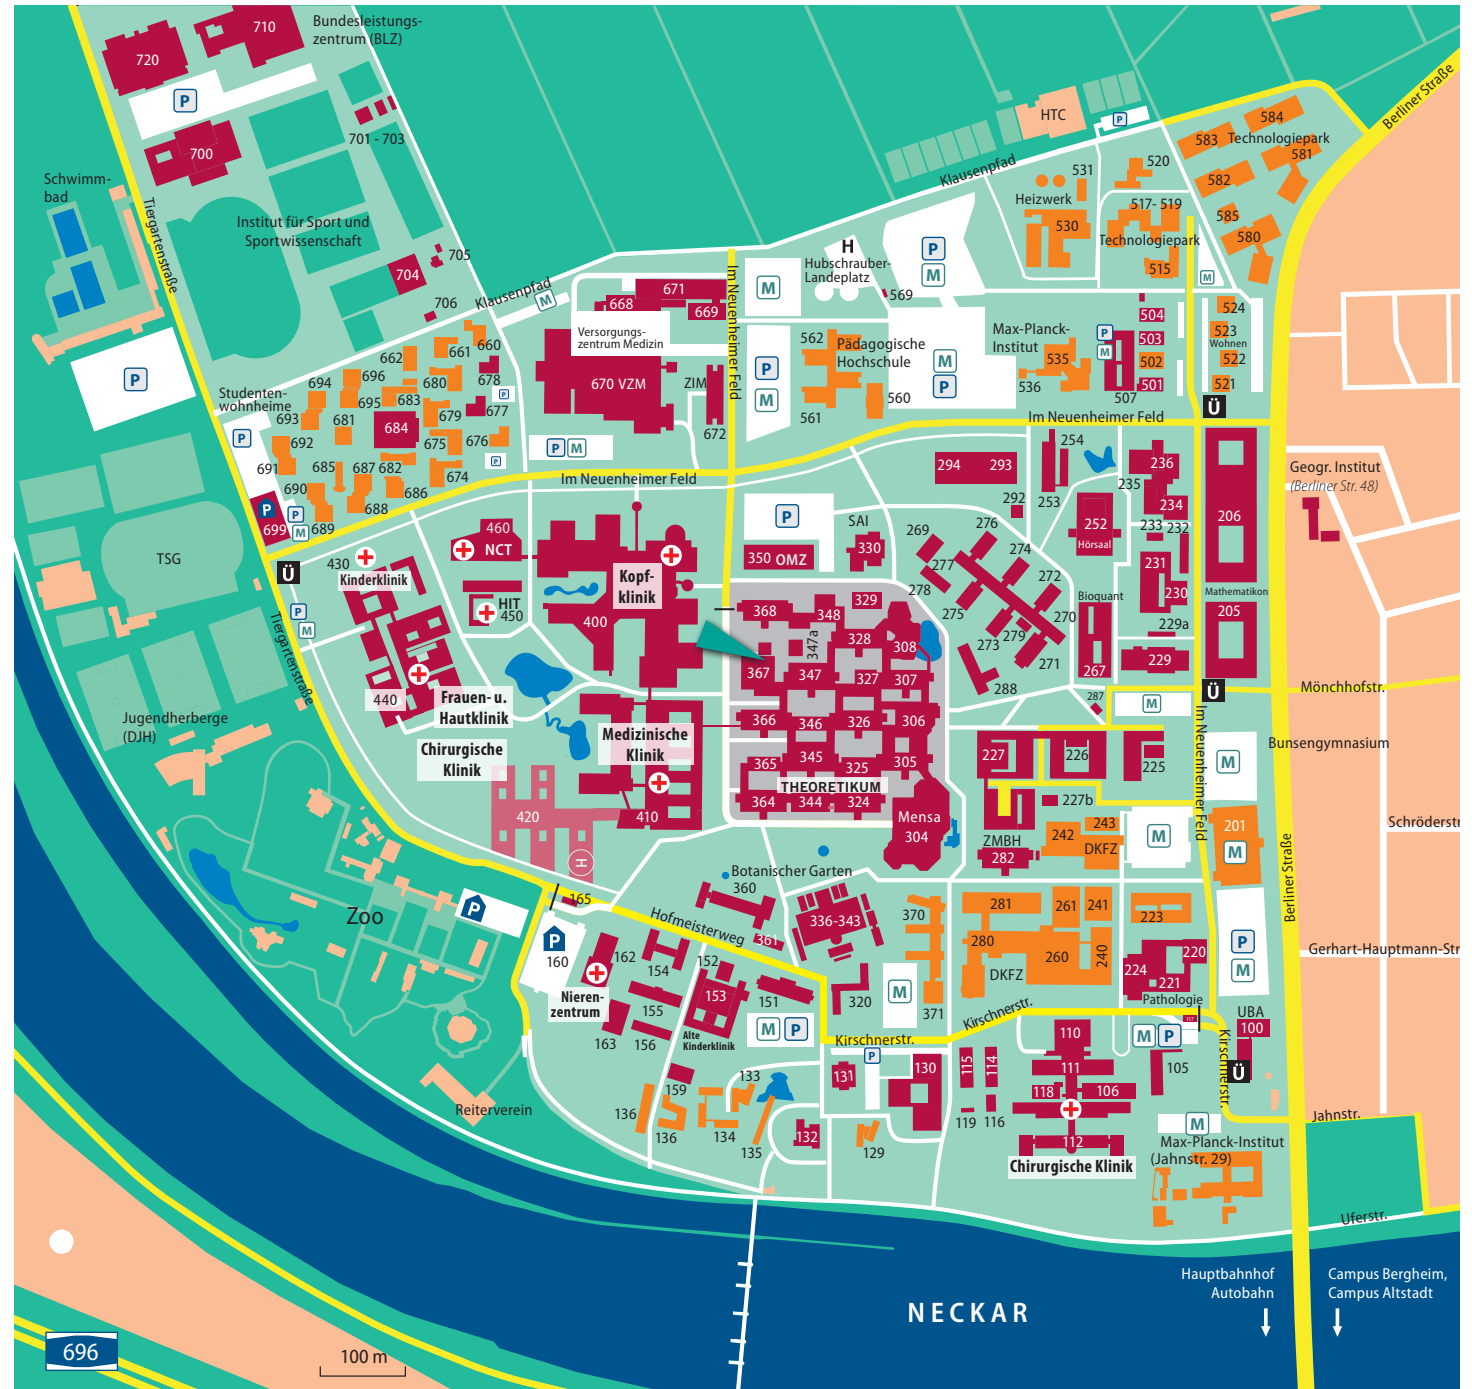 710
Bundesleistungs-
zentrum (BLZ)
720
P
701 - 703
700
Schwimm-
bad
Tiergartenstraße
Institut für Sport und
Sportwissenschaft
705
704
706
Klausenpfad
M
HTC
P
Berliner Straße
584
583
Technologiepark
581
582
585
580
Klausenpfad
520
531
Heizwerk
517- 519
530
Technologiepark
515
M
H
Hubschrauber-
Landeplatz
P
M
569
Im Neuenheimer Feld
M
671
668
669
Versorgungs-
zentrum Medizin
670 VZM
ZIM
672
P
M
562
Pädagogische
Hochschule
561
560
M
P
Max-Planck-
Institut
535
536
P
M
507
504
503
502
501
524
523
Wohnen
522
521
Ü
Im Neuenheimer Feld
P
Studenten-
wohnheime
P
660
661
662
680
678
P
696
694
695
683
677
693
681
684
679
675
676
P
692
691
685
687
682
674
690
686
688
689
P
699
P
M
P M
Im Neuenheimer Feld
TSG
Ü
430
Kinderklinik
460
NCT
HIT
450
Kopf-
klinik
400
P
M
440
Frauen- u.
Hautklinik
Chirurgische
Klinik
Medizinische
Klinik
420
410
H
Tiergartenstraße
Jugendherberge
(DJH)
P
SAI
350 OMZ
330
269
276
277
274
278
272
275
270
273
279
271
288
294
293
292
254
253
252
Hörsaal
236
235
234
233
232
231
230
229a
229
Bioquant
267
287
206
Mathematikon
205
Ü
M
Geogr. Institut
(Berliner Str. 48)
Mönchhofstr.
Im Neuenheimer Feld
368
348
329
347a
328
308
367
347
327
307
366
346
326
306
365
345
325
305
THEORETIKUM
364
344
324
Mensa
304
227
226
225
227b
ZMBH
282
242
243
DKFZ
M
M
Bunsengymnasium
201
M
Schröderstr
Berliner Straße
Zoo
P
165
P
160
Hofmeisterweg
Botanischer Garten
360
361
336-343
370
371
320
M
281
280
DKFZ
260
261
241
240
223
220
224
221
Pathologie
P
M
Gerhart-Hauptmann-Str
162
154
152
Nieren-
zentrum
155
153
151
163
156
Alte
Kinderklinik
M P
159
136
136
133
134
135
Reiterverein
Kirschnerstr.
P
131
130
132
129
Kirschnerstr.
115
114
119
116
110
111
118
106
112
Chirurgische Klinik
M P
117
105
Kirschnerstr.
UBA
100
Ü
M
Max-Planck-Institut
(Jahnstr. 29)
Jahnstr.
Uferstr.
NECKAR
Hauptbahnhof
Autobahn
Campus Bergheim,
Campus Altstadt
696
100 m